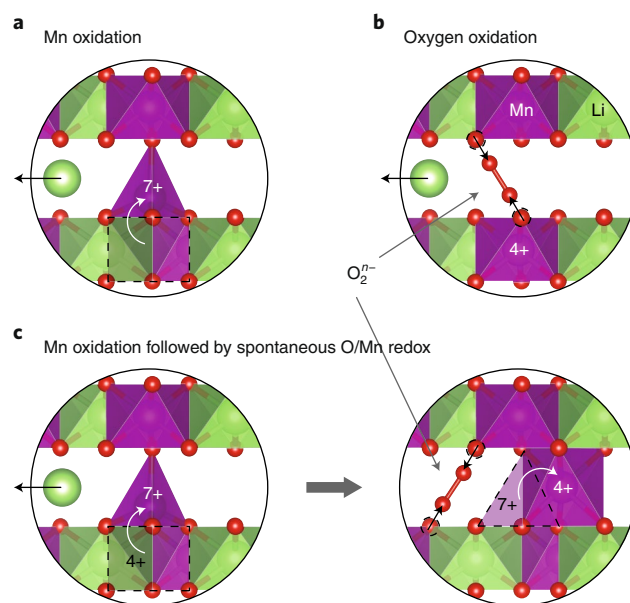 a Mn oxidation
7+
b Oxygen oxidation
Mn Li
4+
O₂ⁿ⁻
c Mn oxidation followed by spontaneous O/Mn redox
7+
4+
7+ 4+